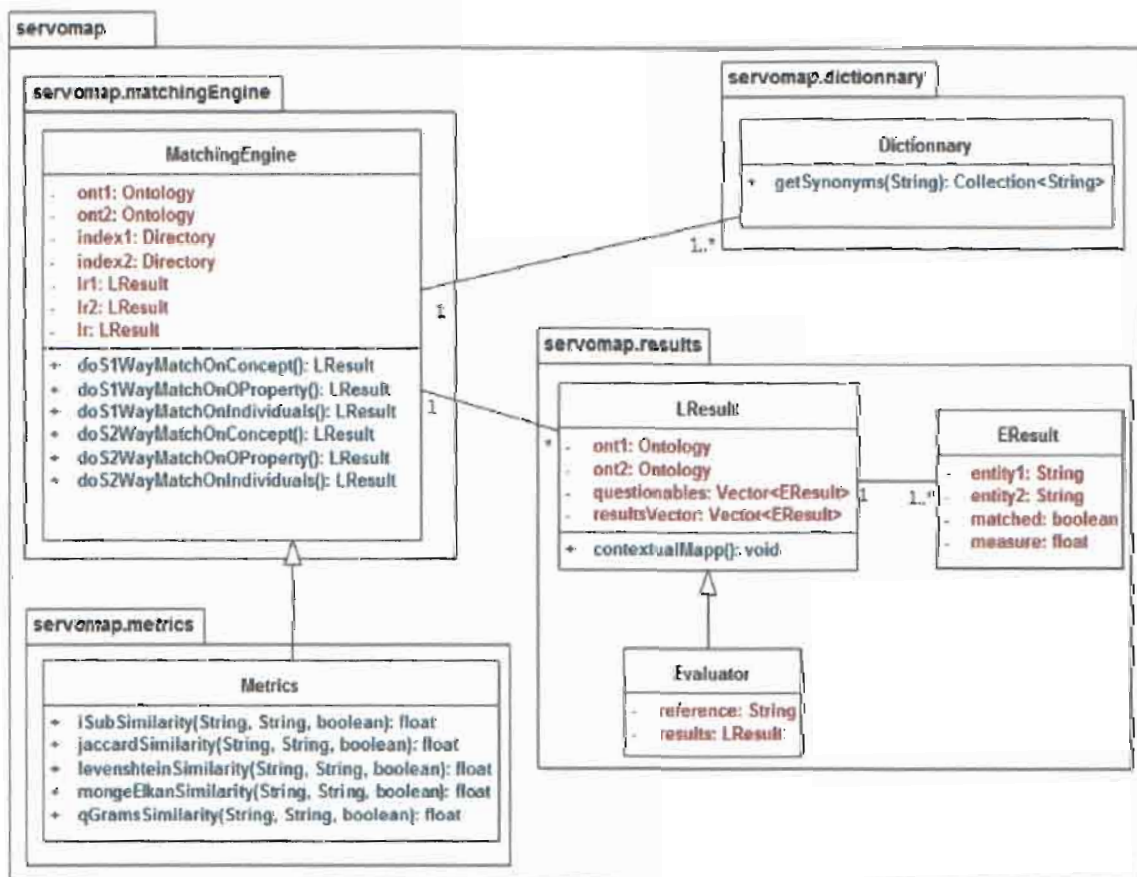 servomap
servomap.matchingEngine
MatchingEngine
- ont1: Ontology
- ont2: Ontology
- index1: Directory
- index2: Directory
- lr1: LResult
- lr2: LResult
- lr: LResult
+ doS1WayMatchOnConcept(): LResult
+ doS1WayMatchOnOProperty(): LResult
+ doS1WayMatchOnIndividuals(): LResult
+ doS2WayMatchOnConcept(): LResult
+ doS2WayMatchOnOProperty(): LResult
+ doS2WayMatchOnIndividuals(): LResult
servomap.dictionnary
Dictionnary
+ getSynonyms(String): Collection<String>
1..*
1
1
*
servomap.results
LResult
- ont1: Ontology
- ont2: Ontology
- questionables: Vector<EResult>
- resultsVector: Vector<EResult>
+ contextualMapp(): void
1
1..*
EResult
- entity1: String
- entity2: String
- matched: boolean
- measure: float
Evaluator
- reference: String
- results: LResult
servomap.metrics
Metrics
+ iSubSimilarity(String, String, boolean): float
+ jaccardSimilarity(String, String, boolean): float
+ levenshteinSimilarity(String, String, boolean): float
+ mongeElkanSimilarity(String, String, boolean): float
+ qGramsSimilarity(String, String, boolean): float